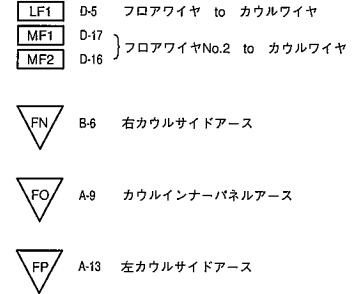 LF1 D-5 フロアワイヤ to カウルワイヤ
MF1 D-17
MF2 D-16 フロアワイヤNo.2 to カウルワイヤ
FN B-6 右カウルサイドアース
FO A-9 カウルインナーパネルアース
FP A-13 左カウルサイドアース